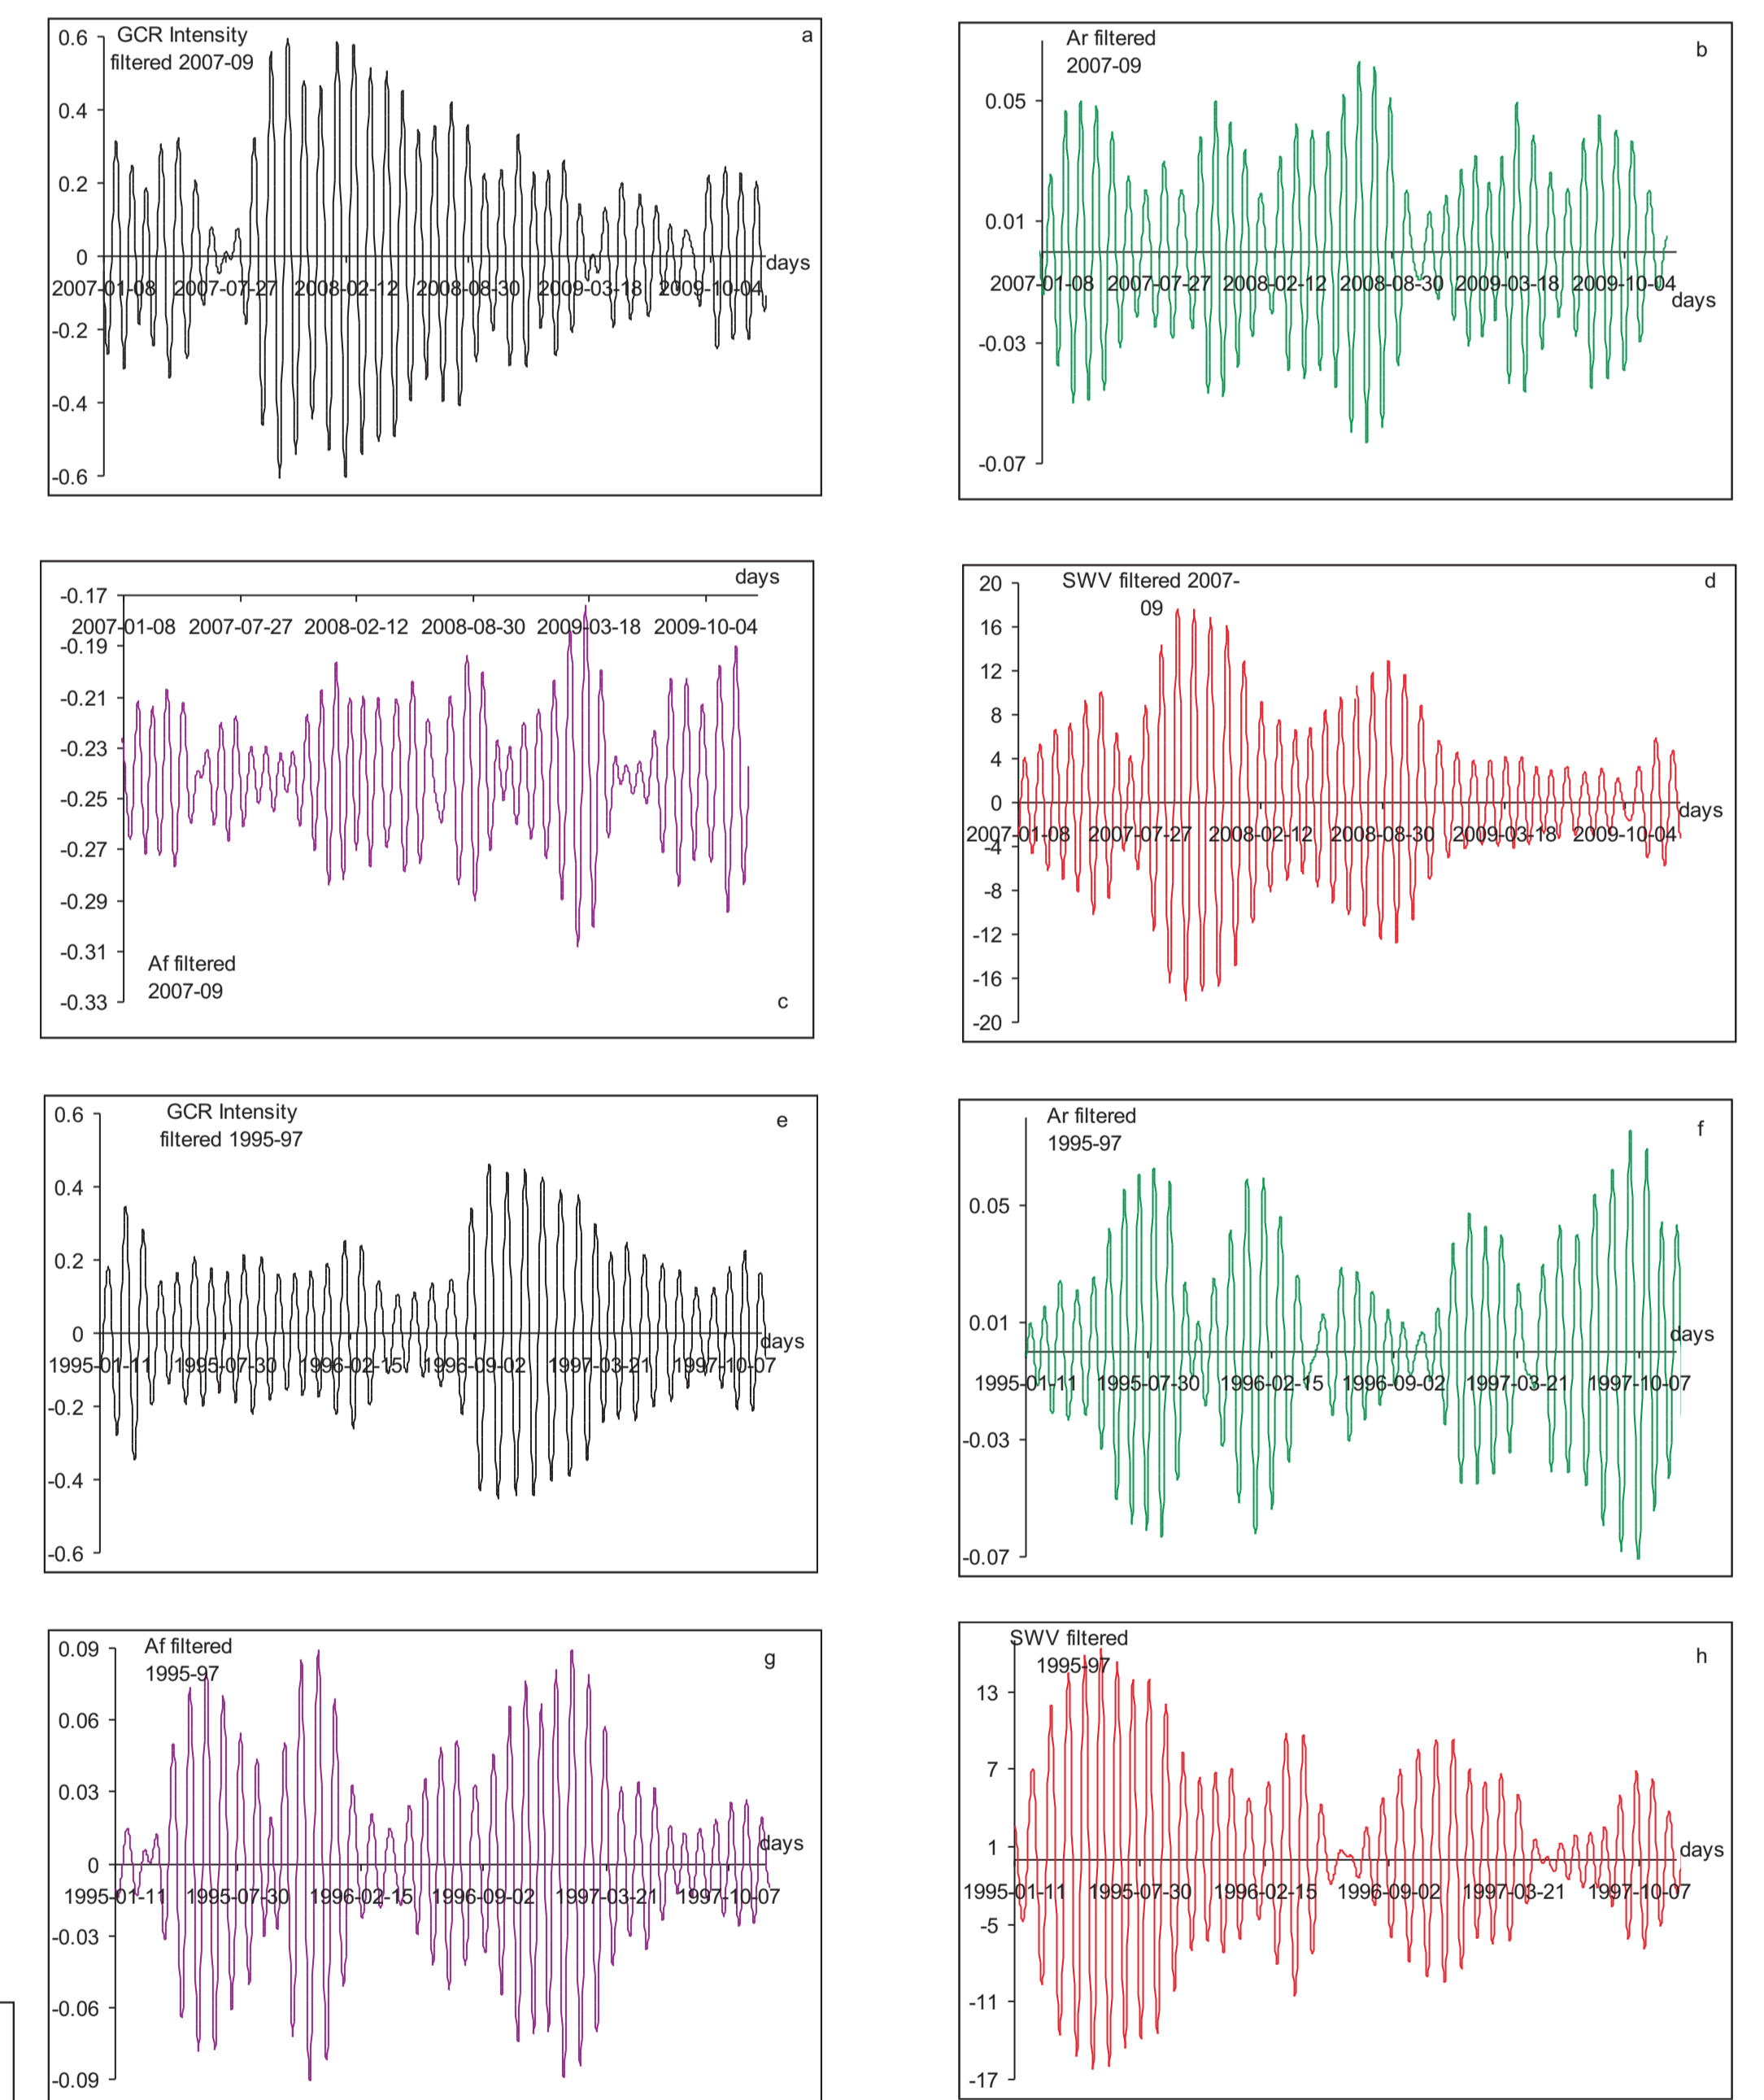 GCR Intensity
filtered 2007-09
a
0.6
0.4
0.2
0
-0.2
-0.4
-0.6
days
2007-01-08 2007-07-27 2008-02-12 2008-08-30 2009-03-18 2009-10-04
Ar filtered
2007-09
b
0.05
0.01
-0.03
-0.07
2007-01-08 2007-07-27 2008-02-12 2008-08-30 2009-03-18 2009-10-04
days
days
-0.17
2007-01-08 2007-07-27 2008-02-12 2008-08-30 2009-03-18 2009-10-04
-0.19
-0.21
-0.23
-0.25
-0.27
-0.29
-0.31
-0.33
Af filtered
2007-09
c
SWV filtered 2007-
09
d
20
16
12
8
4
0
-4
-8
-12
-16
-20
days
2007-01-08 2007-07-27 2008-02-12 2008-08-30 2009-03-18 2009-10-04
GCR Intensity
filtered 1995-97
e
0.6
0.4
0.2
0
-0.2
-0.4
-0.6
days
1995-01-11 1995-07-30 1996-02-15 1996-09-02 1997-03-21 1997-10-07
Ar filtered
1995-97
f
0.05
0.01
-0.03
-0.07
days
1995-01-11 1995-07-30 1996-02-15 1996-09-02 1997-03-21 1997-10-07
Af filtered
1995-97
g
0.09
0.06
0.03
0
-0.03
-0.06
-0.09
days
1995-01-11 1995-07-30 1996-02-15 1996-09-02 1997-03-21 1997-10-07
SWV filtered
1995-97
h
13
7
1
-5
-11
-17
days
1995-01-11 1995-07-30 1996-02-15 1996-09-02 1997-03-21 1997-10-07